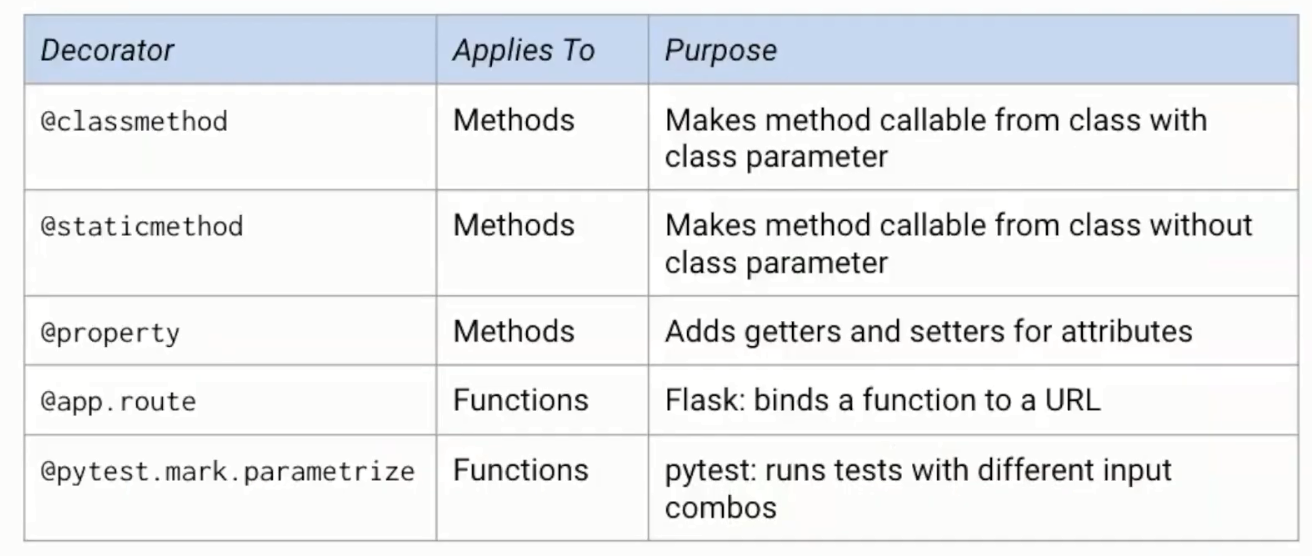 Decorator Applies To Purpose
@classmethod Methods Makes method callable from class with
class parameter
@staticmethod Methods Makes method callable from class without
class parameter
@property Methods Adds getters and setters for attributes
@app.route Functions Flask: binds a function to a URL
@pytest.mark.parametrize Functions pytest: runs tests with different input
combos